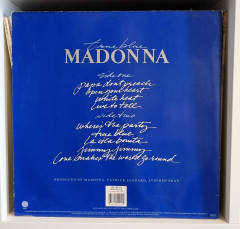 true blue
MADONNA
side one
papa don't preach
open your heart
white heat
live to tell
side two
where's the party
true blue
la isla bonita
jimmy jimmy
love makes the world go round
PRODUCED BY MADONNA, PATRICK LEONARD, STEPHEN BRAY